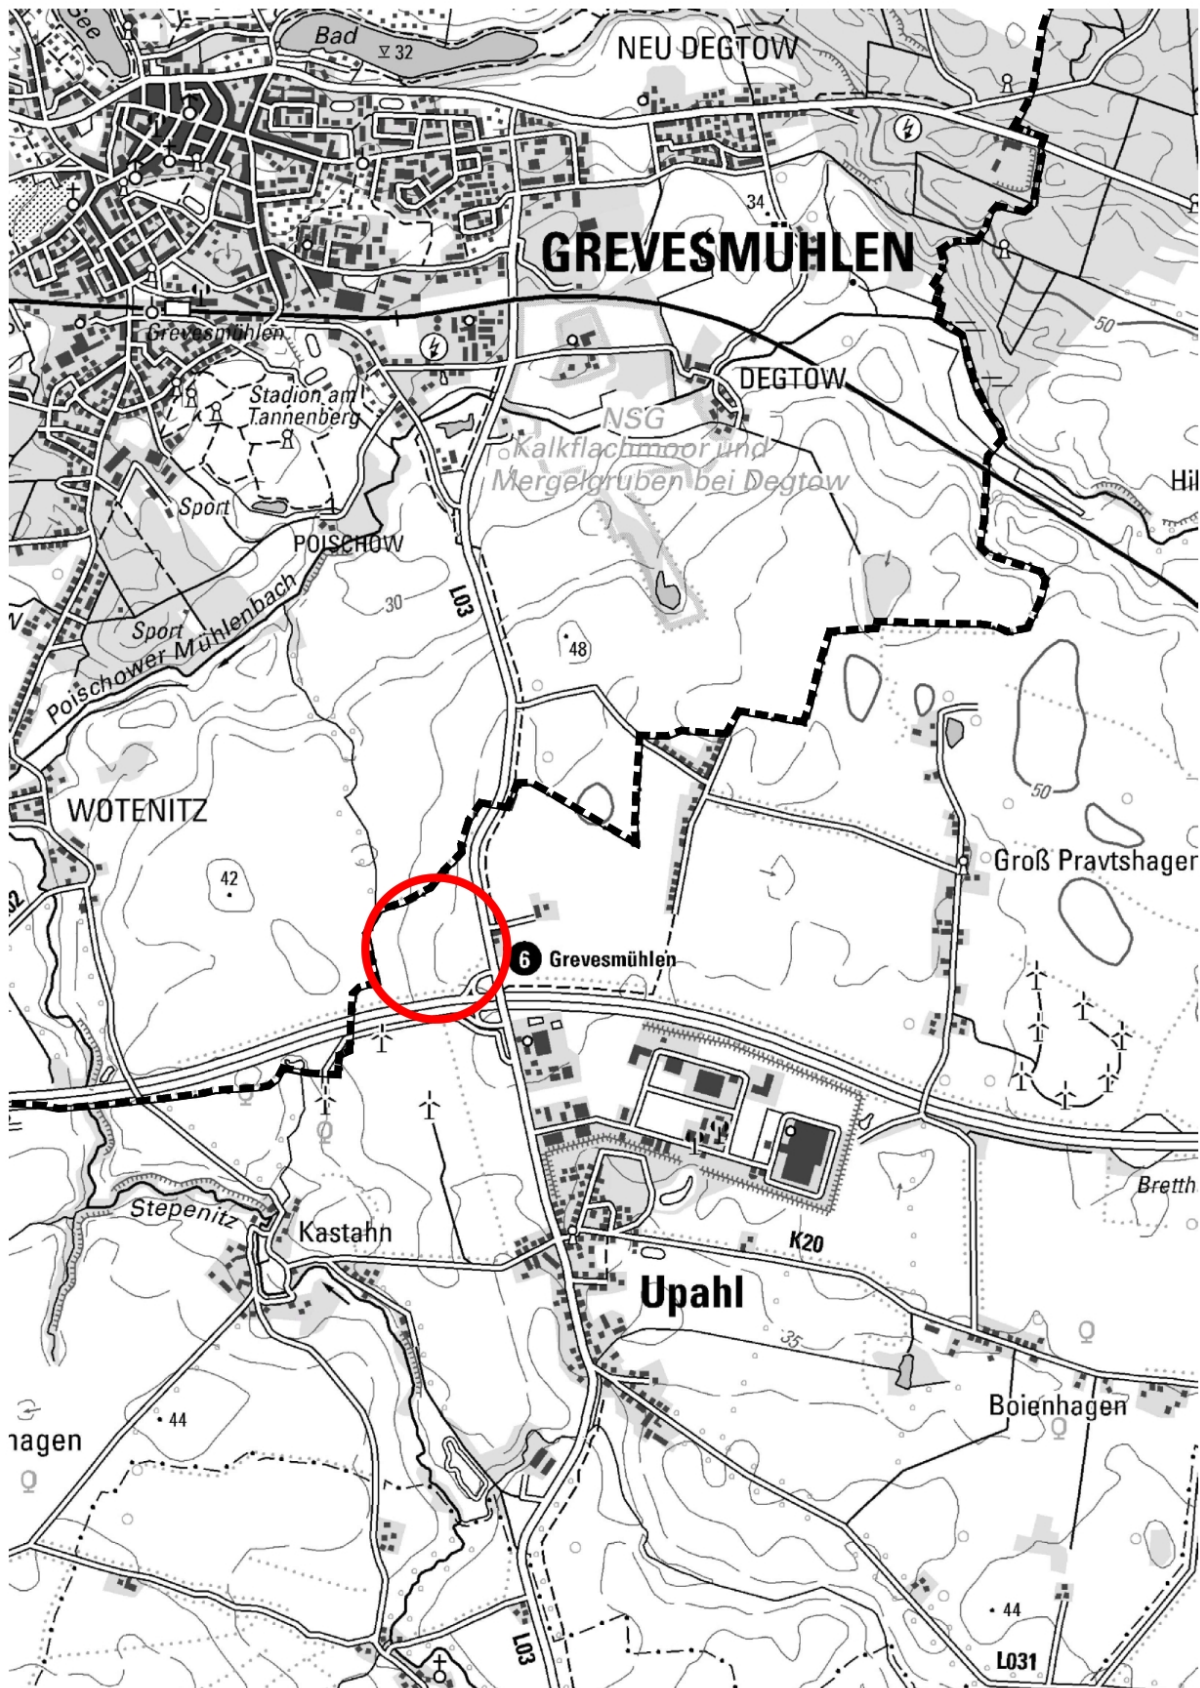 See
Bad
32
NEU DEGTOW
34
GREVESMÜHLEN
50
Grevesmühlen
DEGTOW
Stadion am
Tannenberg
NSG
Kalkflachmoor und
Mergelgruben bei Degtow
Hil
Sport
POISCHOW
30
L03
Sport
Poischower Mühlenbach
48
WOTENITZ
50
Groß Pravtshagen
42
6 Grevesmühlen
Bretth
Stepenitz
Kastahn
K20
Upahl
35
Boienhagen
44
hagen
44
L03
L031